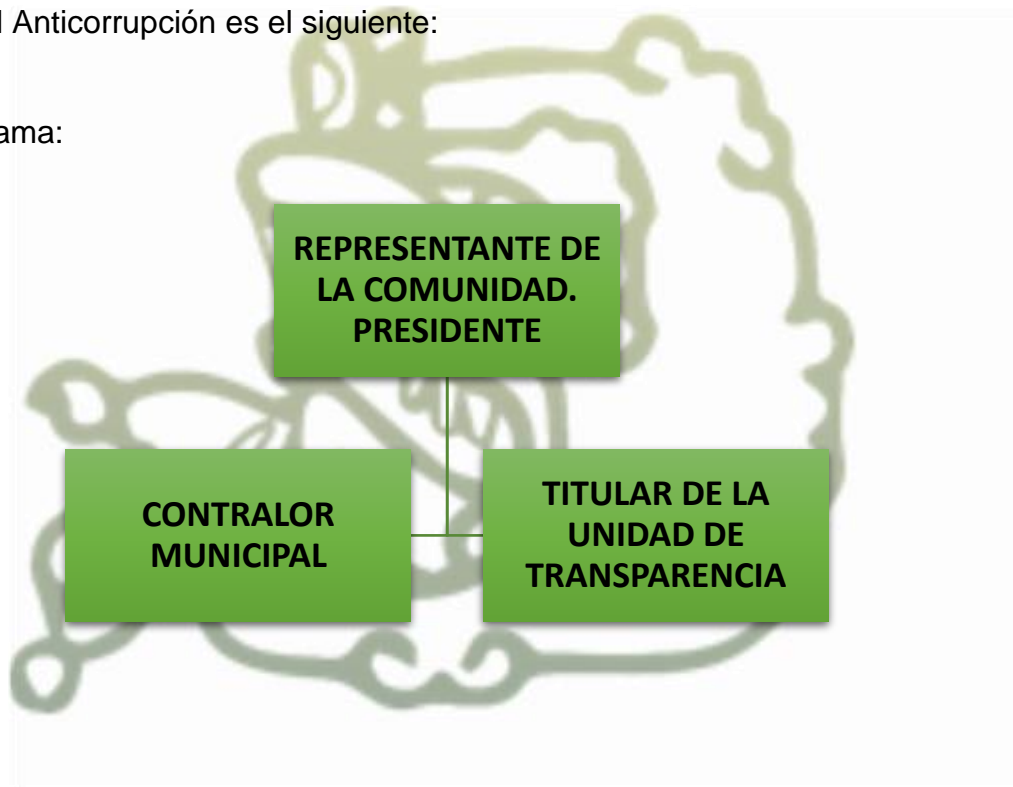 Anticorrupción es el siguiente:
ama:
REPRESENTANTE DE
LA COMUNIDAD.
PRESIDENTE
CONTRALOR
MUNICIPAL
TITULAR DE LA
UNIDAD DE
TRANSPARENCIA